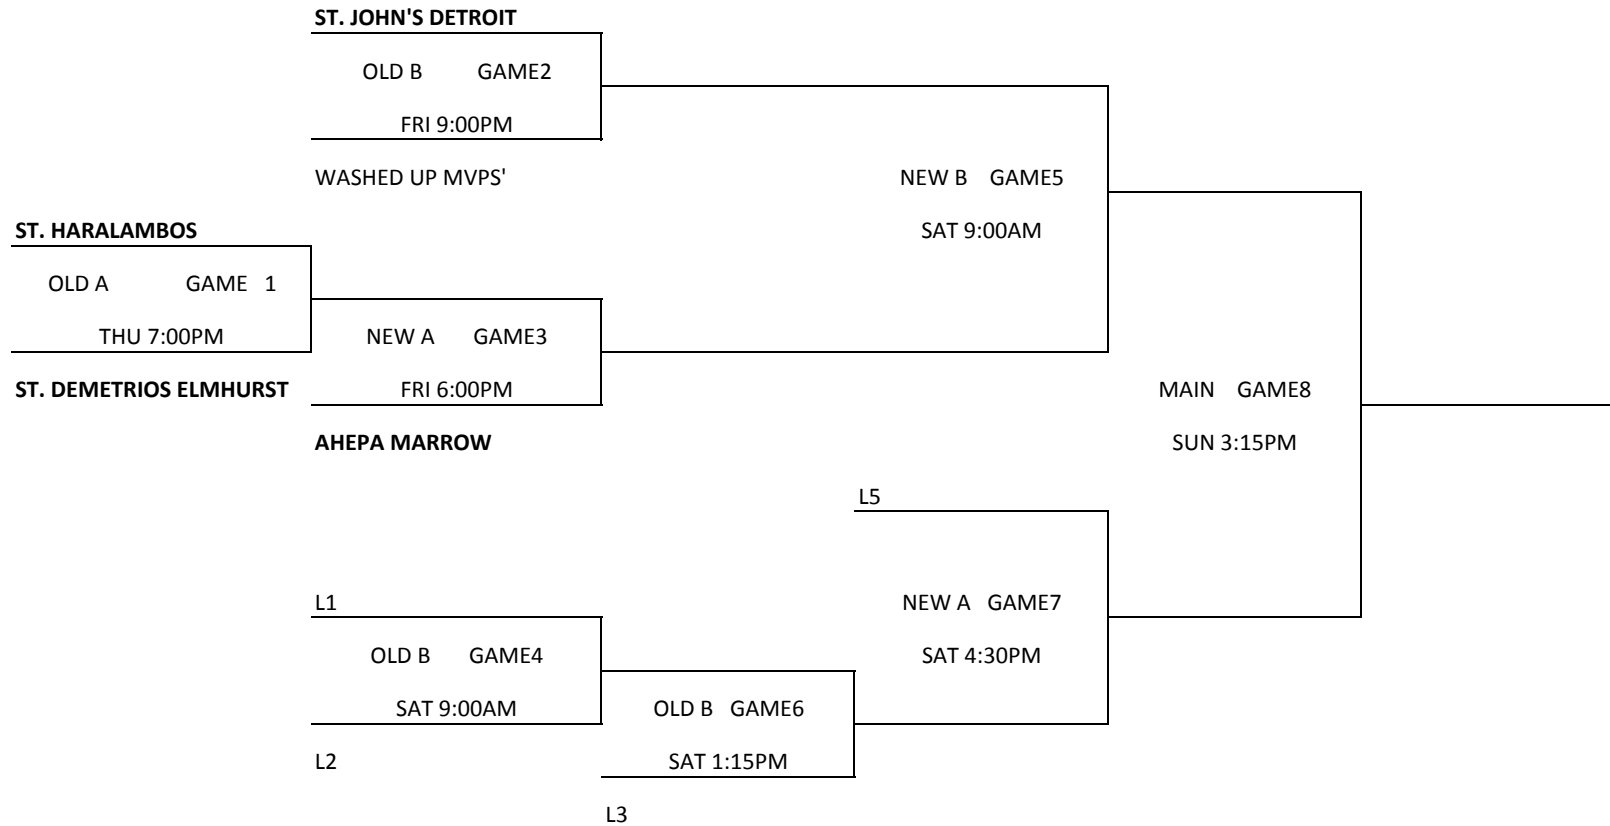 ST. JOHN'S DETROIT
OLD B GAME2
FRI 9:00PM
WASHED UP MVPS'
NEW B GAME5
ST. HARALAMBOS
SAT 9:00AM
OLD A GAME 1
THU 7:00PM
NEW A GAME3
ST. DEMETRIOS ELMHURST
FRI 6:00PM
MAIN GAME8
AHEPA MARROW
SUN 3:15PM
L5
L1
NEW A GAME7
OLD B GAME4
SAT 4:30PM
SAT 9:00AM
OLD B GAME6
L2
SAT 1:15PM
L3